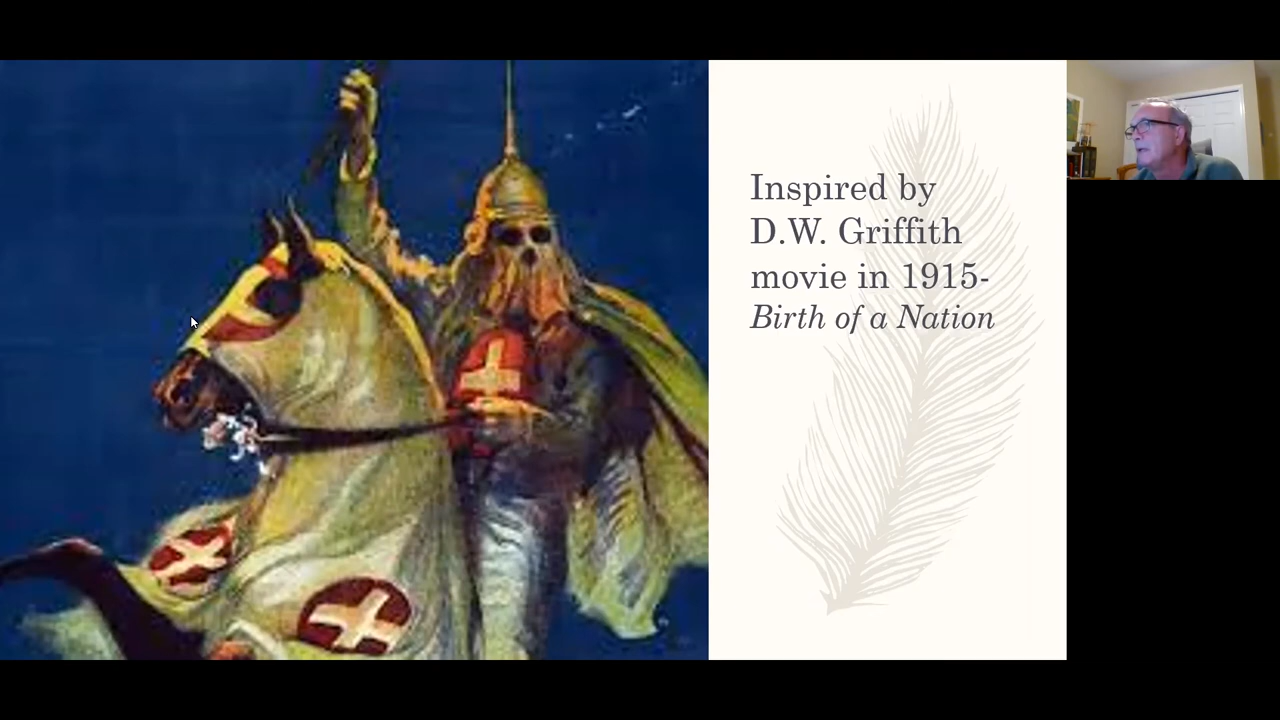 Inspired by
D.W. Griffith
movie in 1915-
Birth of a Nation